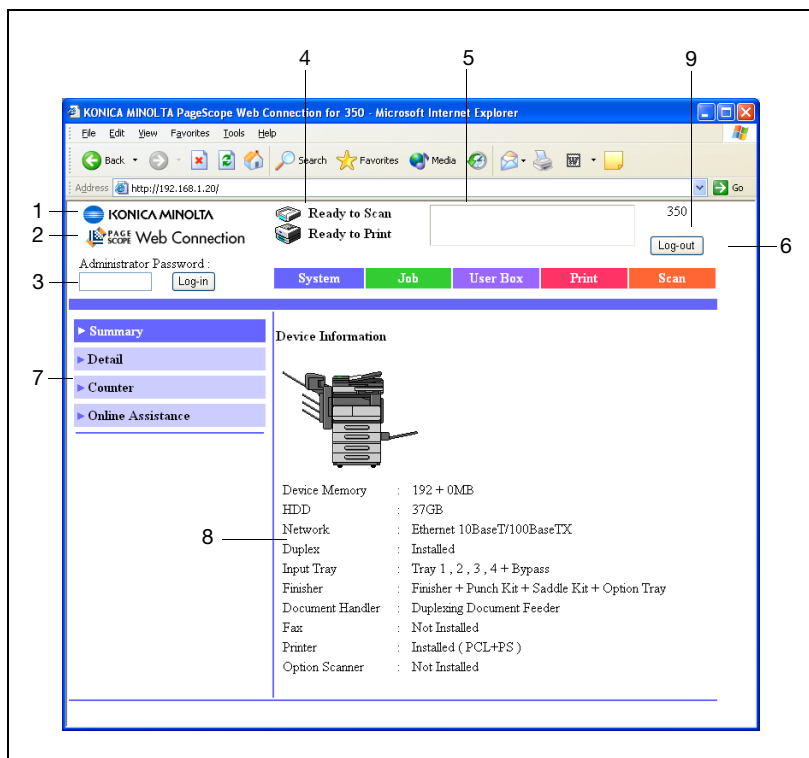 4 5 9
KONICA MINOLTA PageScope Web Connection for 350 - Microsoft Internet Explorer
File Edit View Favorites Tools Help
Back Search Favorites Media W
Address http://192.168.1.20/ Go
1 KONICA MINOLTA Ready to Scan 350
2 PAGE SCOPE Web Connection Ready to Print Log-out 6
Administrator Password :
3 Log-in System Job User Box Print Scan
Summary
Detail
7
Counter
Online Assistance
Device Information
Device Memory : 192 + 0MB
HDD : 37GB
Network : Ethernet 10BaseT/100BaseTX
8
Duplex : Installed
Input Tray : Tray 1 , 2 , 3 , 4 + Bypass
Finisher : Finisher + Punch Kit + Saddle Kit + Option Tray
Document Handler : Duplexing Document Feeder
Fax : Not Installed
Printer : Installed ( PCL+PS )
Option Scanner : Not Installed